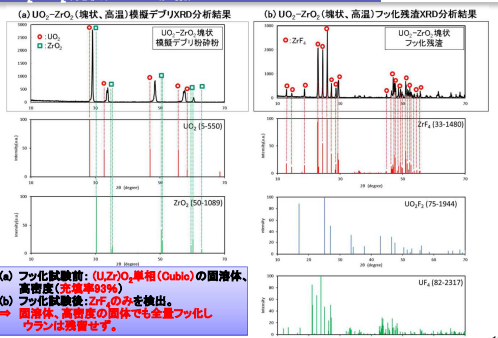 (a) UO₂-ZrO₂(塊状、高温)模擬デブリXRD分析結果
UO₂-ZrO₂塊状
模擬デブリ粉砕粉
:UO₂
:ZrO₂
UO₂ (5-550)
ZrO₂ (50-1089)
2θ (degree)
(b) UO₂-ZrO₂(塊状、高温)フッ化残渣XRD分析結果
UO₂-ZrO₂塊状
フッ化残渣
:ZrF₄
ZrF₄ (33-1480)
2θ (degree)
UO₂F₂ (75-1944)
2θ (degree)
UF₄ (82-2317)
(a) フッ化試験前:(U,Zr)O₂単相(Cubic)の固溶体、
高密度(充填率93%)
(b) フッ化試験後:ZrF₄のみを検出。
⇒ 固溶体、高密度の固体でも全量フッ化し
ウランは残留せず。